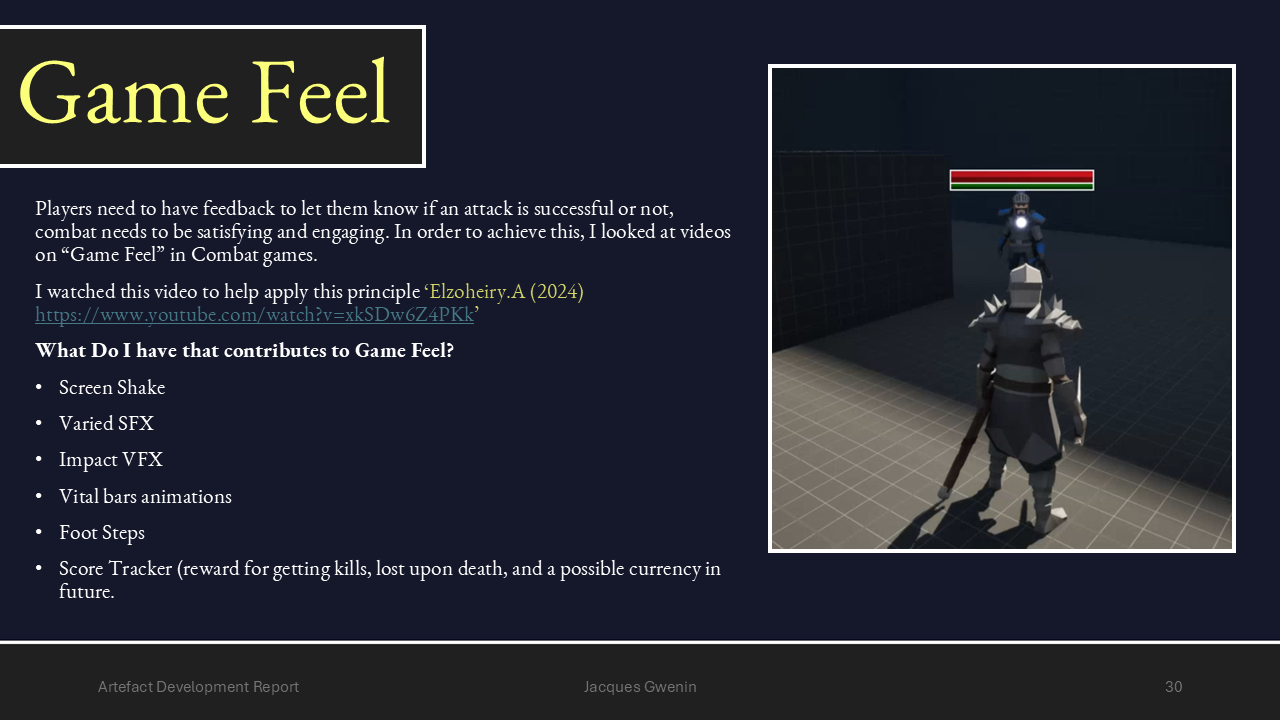 Game Feel
Players need to have feedback to let them know if an attack is successful or not,
combat needs to be satisfying and engaging. In order to achieve this, I looked at videos
on “Game Feel” in Combat games.
I watched this video to help apply this principle ‘Elzoheiry.A (2024)
https://www.youtube.com/watch?v=xkSDw6Z4PKk’
What Do I have that contributes to Game Feel?
• Screen Shake
• Varied SFX
• Impact VFX
• Vital bars animations
• Foot Steps
• Score Tracker (reward for getting kills, lost upon death, and a possible currency in
future.
Artefact Development Report
Jacques Gwenin
30